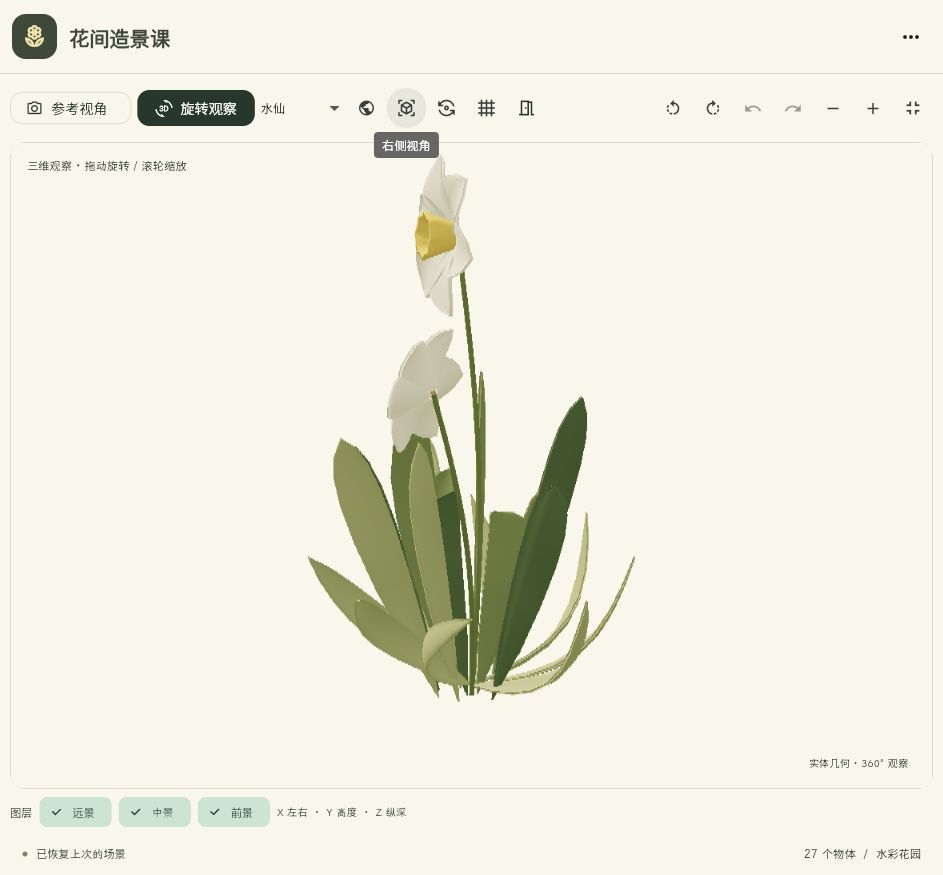 花间造景课
参考视角
3D 旋转观察
水仙
右侧视角
三维观察・拖动旋转 / 滚轮缩放
实体几何・360° 观察
图层
远景
中景
前景
X 左右 ・ Y 高度 ・ Z 纵深
已恢复上次的场景
27 个物体 / 水彩花园